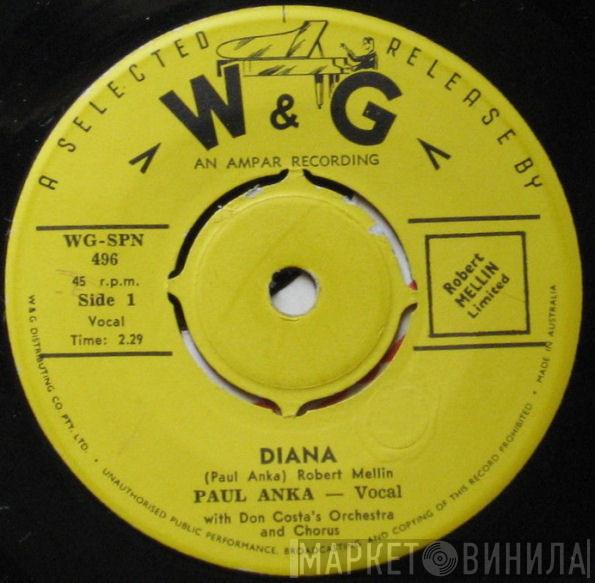 A SELECTED RELEASE BY
W & G
AN AMPAR RECORDING
WG-SPN
496
45 r.p.m.
Side 1
Vocal
Time: 2.29
Robert
MELLIN
Limited
DIANA
(Paul Anka) Robert Mellin
PAUL ANKA — Vocal
with Don Costa's Orchestra
and Chorus
W&G DISTRIBUTING CO PTY. LTD. • UNAUTHORISED PUBLIC PERFORMANCE, BROADCASTING AND COPYING OF THIS RECORD PROHIBITED • MADE IN AUSTRALIA
МАРКЕТ ВИНИЛА!